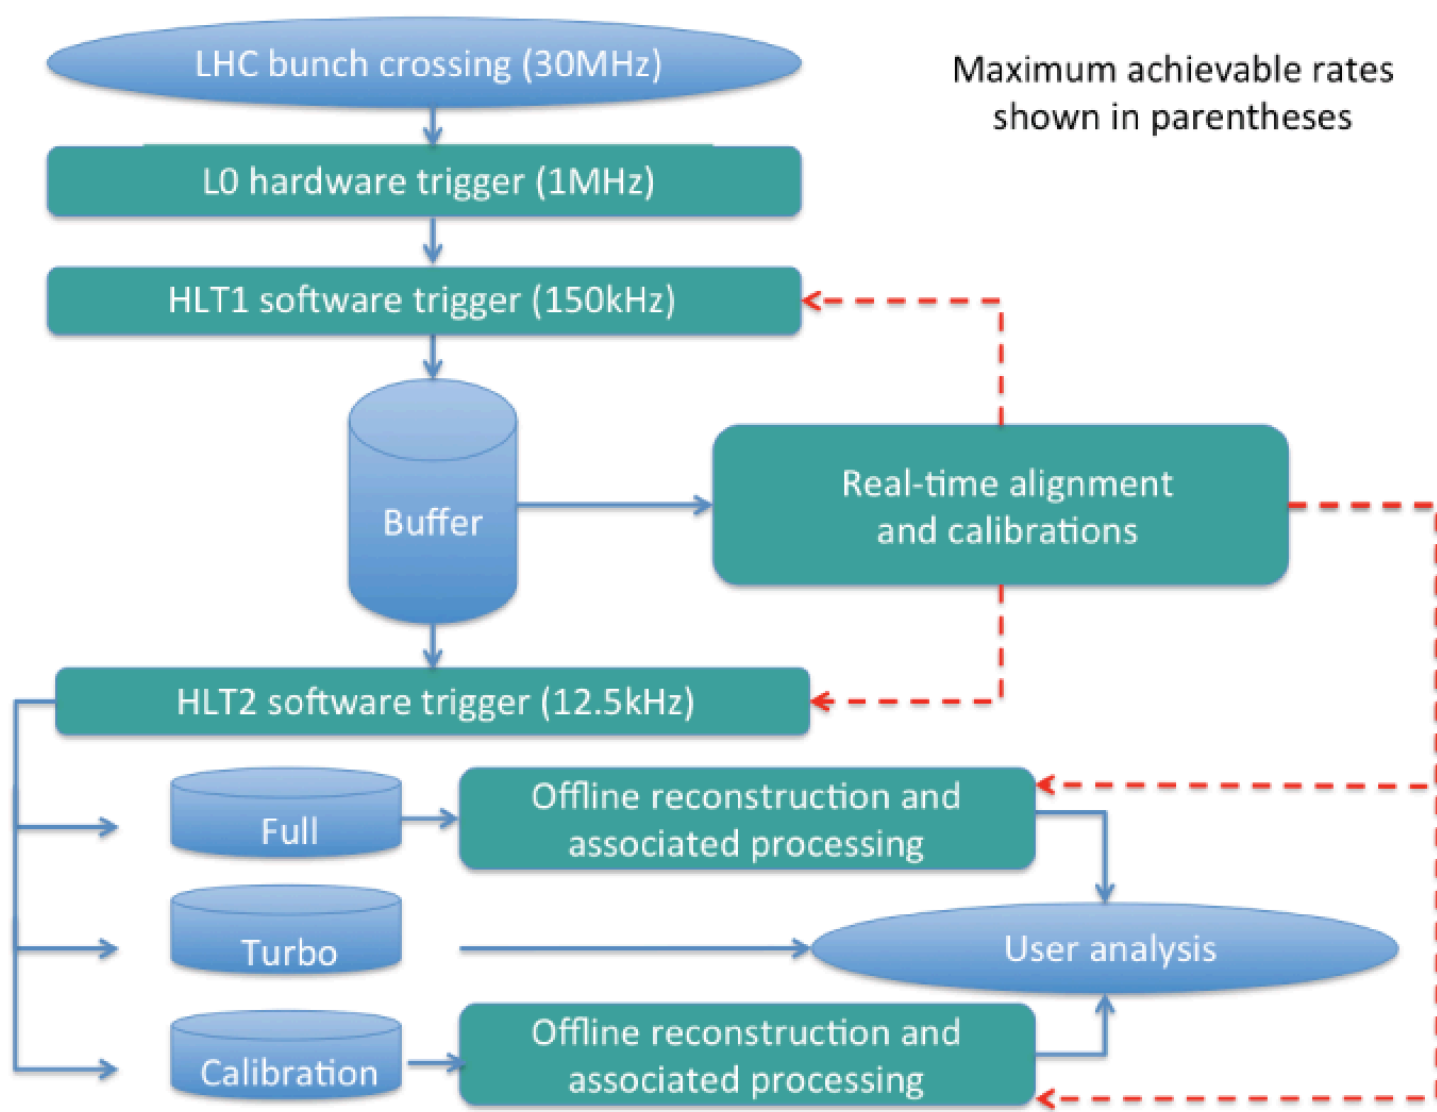 LHC bunch crossing (30MHz)
Maximum achievable rates
shown in parentheses
L0 hardware trigger (1MHz)
HLT1 software trigger (150kHz)
Real-time alignment
and calibrations
Buffer
HLT2 software trigger (12.5kHz)
Full
Offline reconstruction and
associated processing
Turbo
User analysis
Calibration
Offline reconstruction and
associated processing